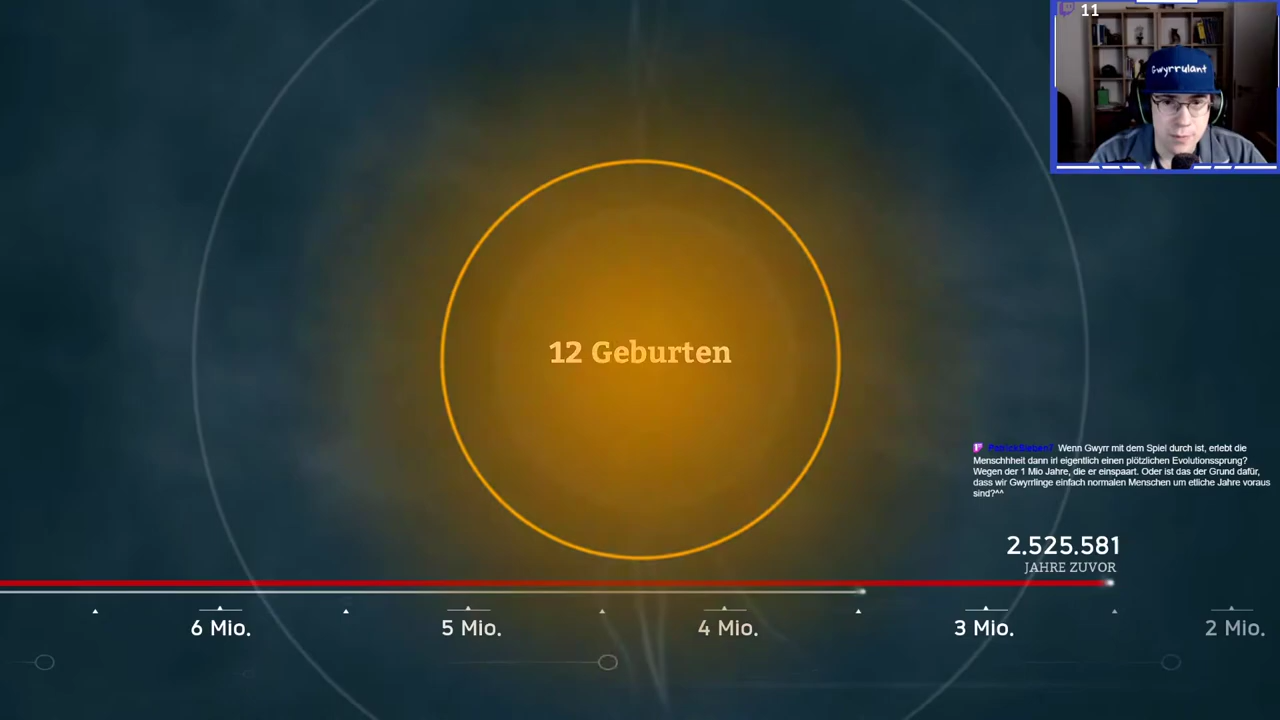 11
Gwyrrulant
12 Geburten
PatrickSieben7 Wenn Gwyrr mit dem Spiel durch ist, erlebt die
Menschhheit dann irl eigentlich einen plötzlichen Evolutionssprung?
Wegen der 1 Mio Jahre, die er einspaart. Oder ist das der Grund dafür,
dass wir Gwyrrlinge einfach normalen Menschen um etliche Jahre voraus
sind?^^
2.525.581
JAHRE ZUVOR
6 Mio. 5 Mio. 4 Mio. 3 Mio. 2 Mio.